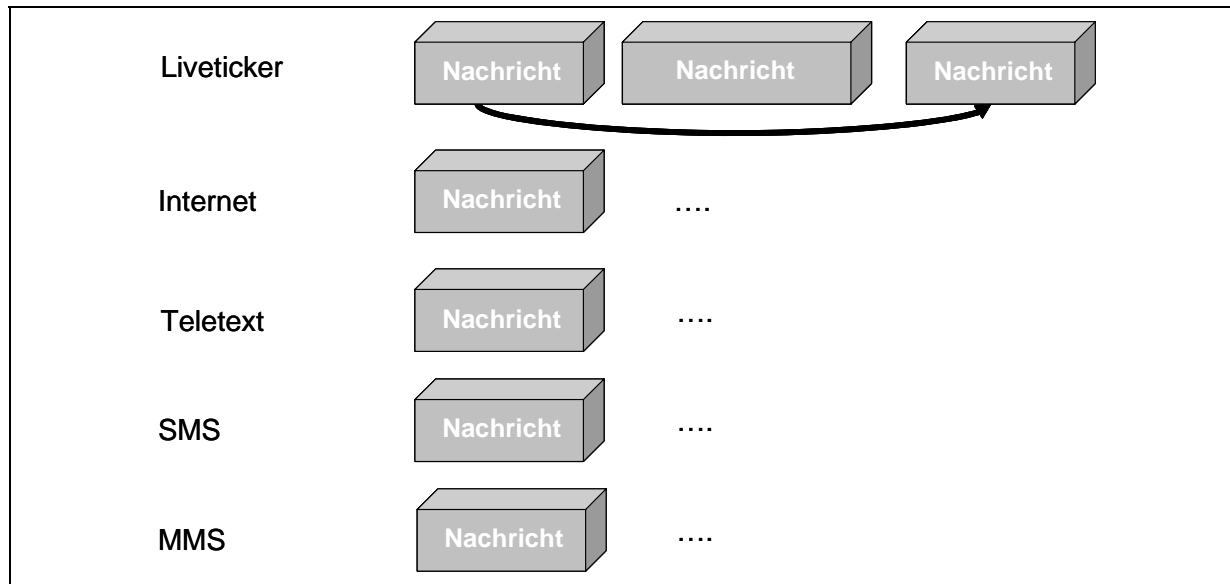 Liveticker Nachricht Nachricht Nachricht
Internet Nachricht ....
Teletext Nachricht ....
SMS Nachricht ....
MMS Nachricht ....